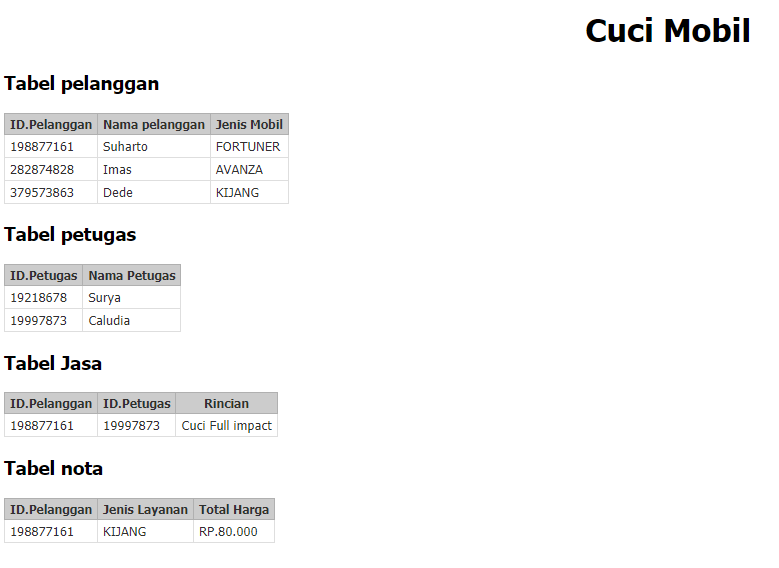 Cuci Mobil
Tabel pelanggan
ID.Pelanggan Nama pelanggan Jenis Mobil
198877161 Suharto FORTUNER
282874828 Imas AVANZA
379573863 Dede KIJANG
Tabel petugas
ID.Petugas Nama Petugas
19218678 Surya
19997873 Caludia
Tabel Jasa
ID.Pelanggan ID.Petugas Rincian
198877161 19997873 Cuci Full impact
Tabel nota
ID.Pelanggan Jenis Layanan Total Harga
198877161 KIJANG RP.80.000